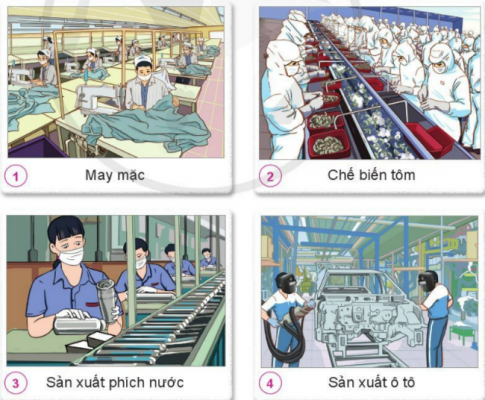 1 May mặc
2 Chế biến tôm
3 Sản xuất phích nước
4 Sản xuất ô tô